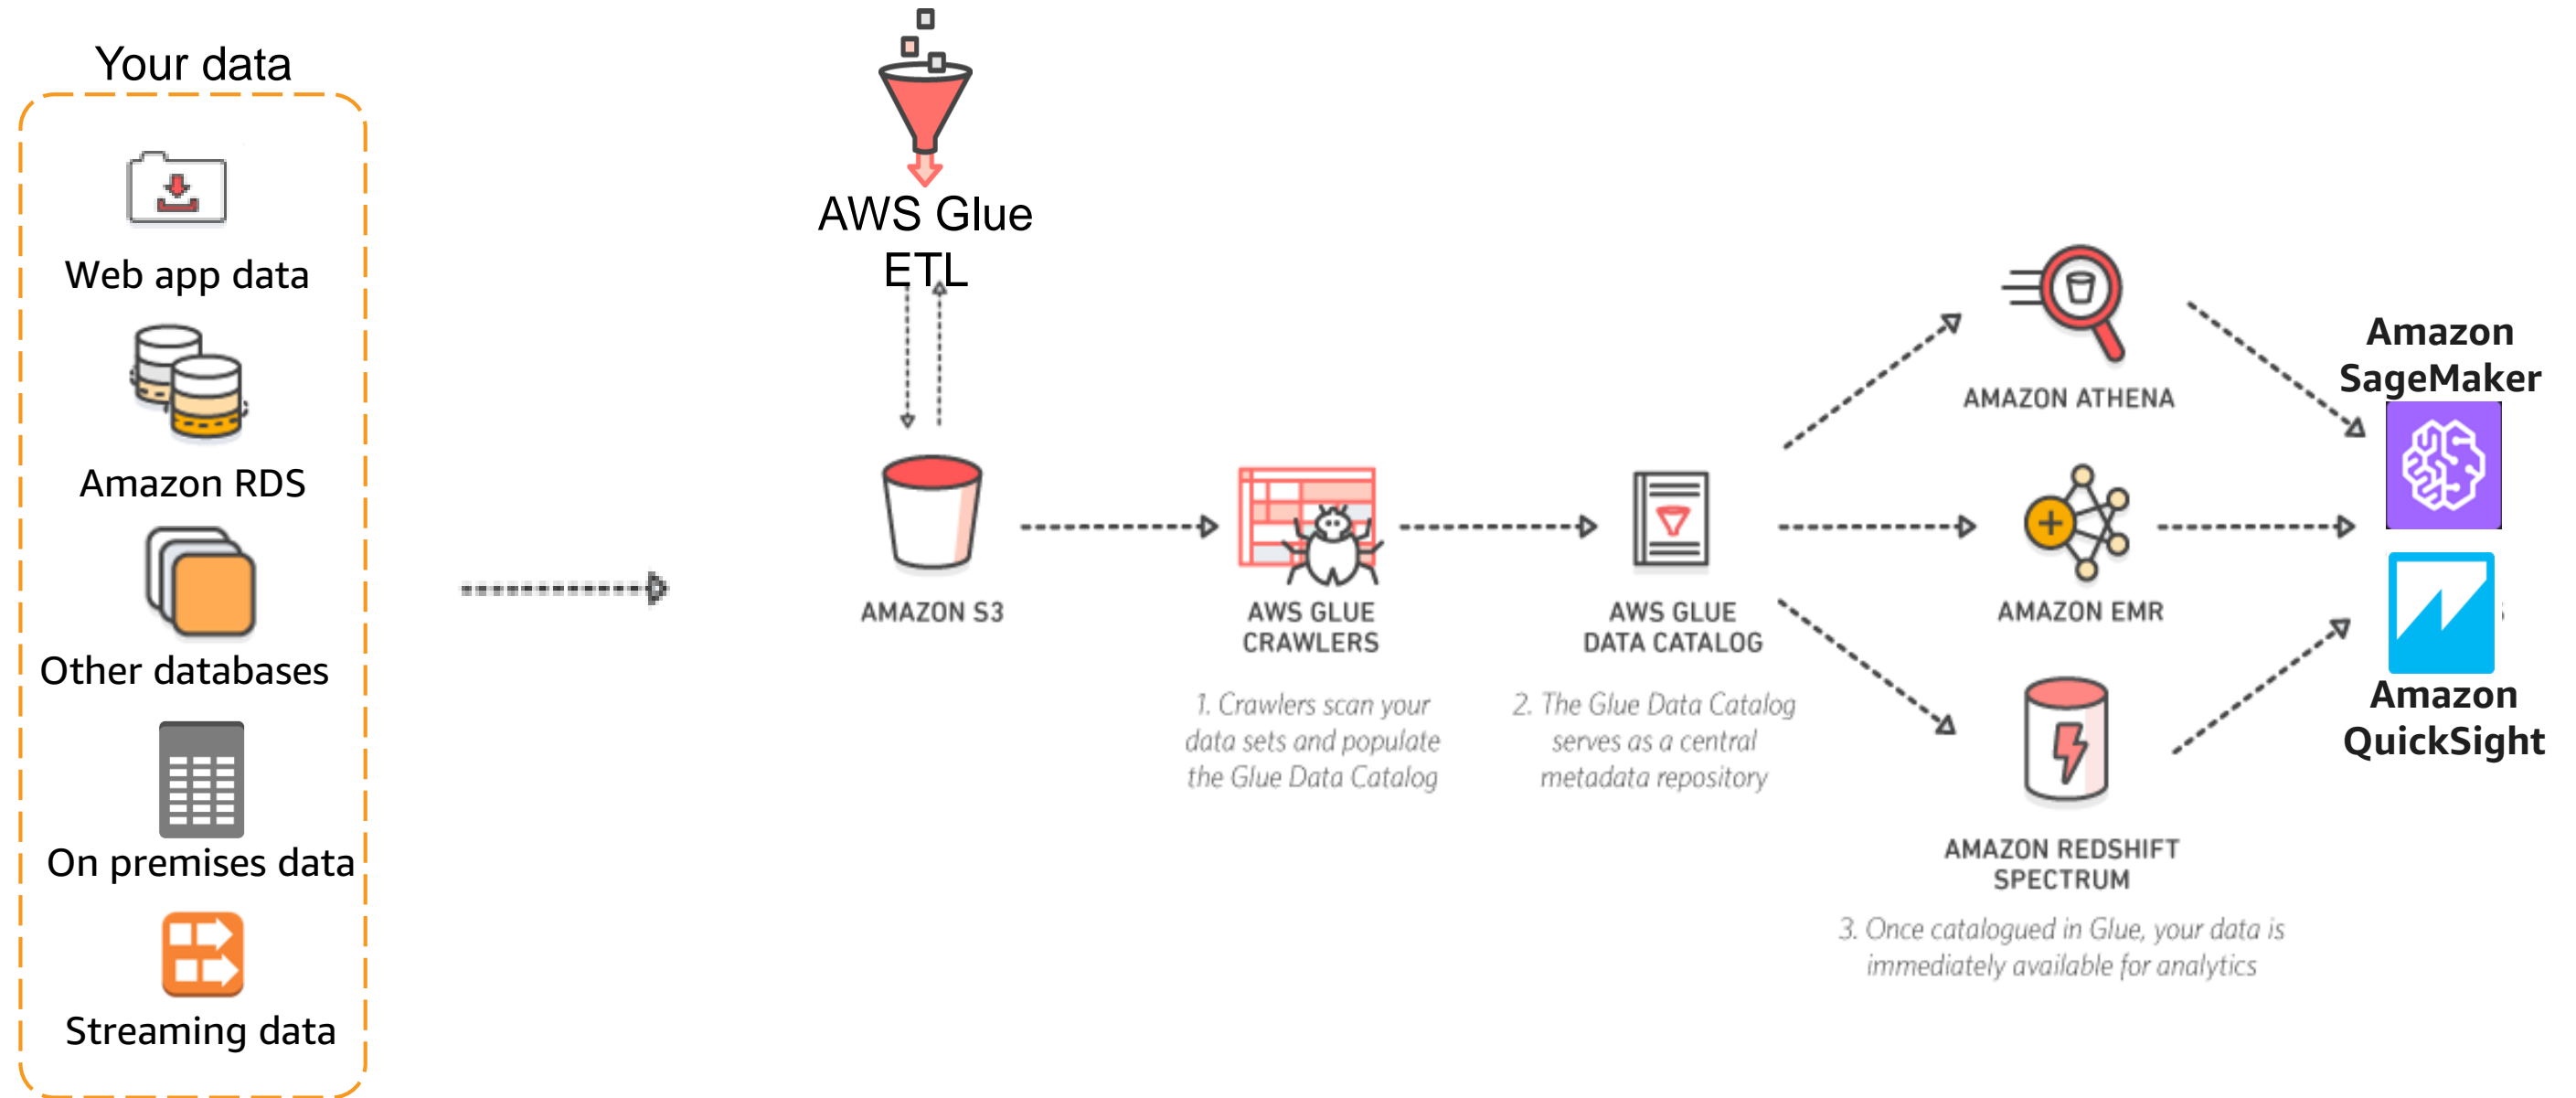 Your data
Web app data
Amazon RDS
Other databases
On premises data
Streaming data
AWS Glue
ETL
AMAZON S3
AWS GLUE
CRAWLERS
1. Crawlers scan your
data sets and populate
the Glue Data Catalog
AWS GLUE
DATA CATALOG
2. The Glue Data Catalog
serves as a central
metadata repository
AMAZON ATHENA
AMAZON EMR
AMAZON REDSHIFT
SPECTRUM
3. Once catalogued in Glue, your data is
immediately available for analytics
Amazon
SageMaker
Amazon
QuickSight